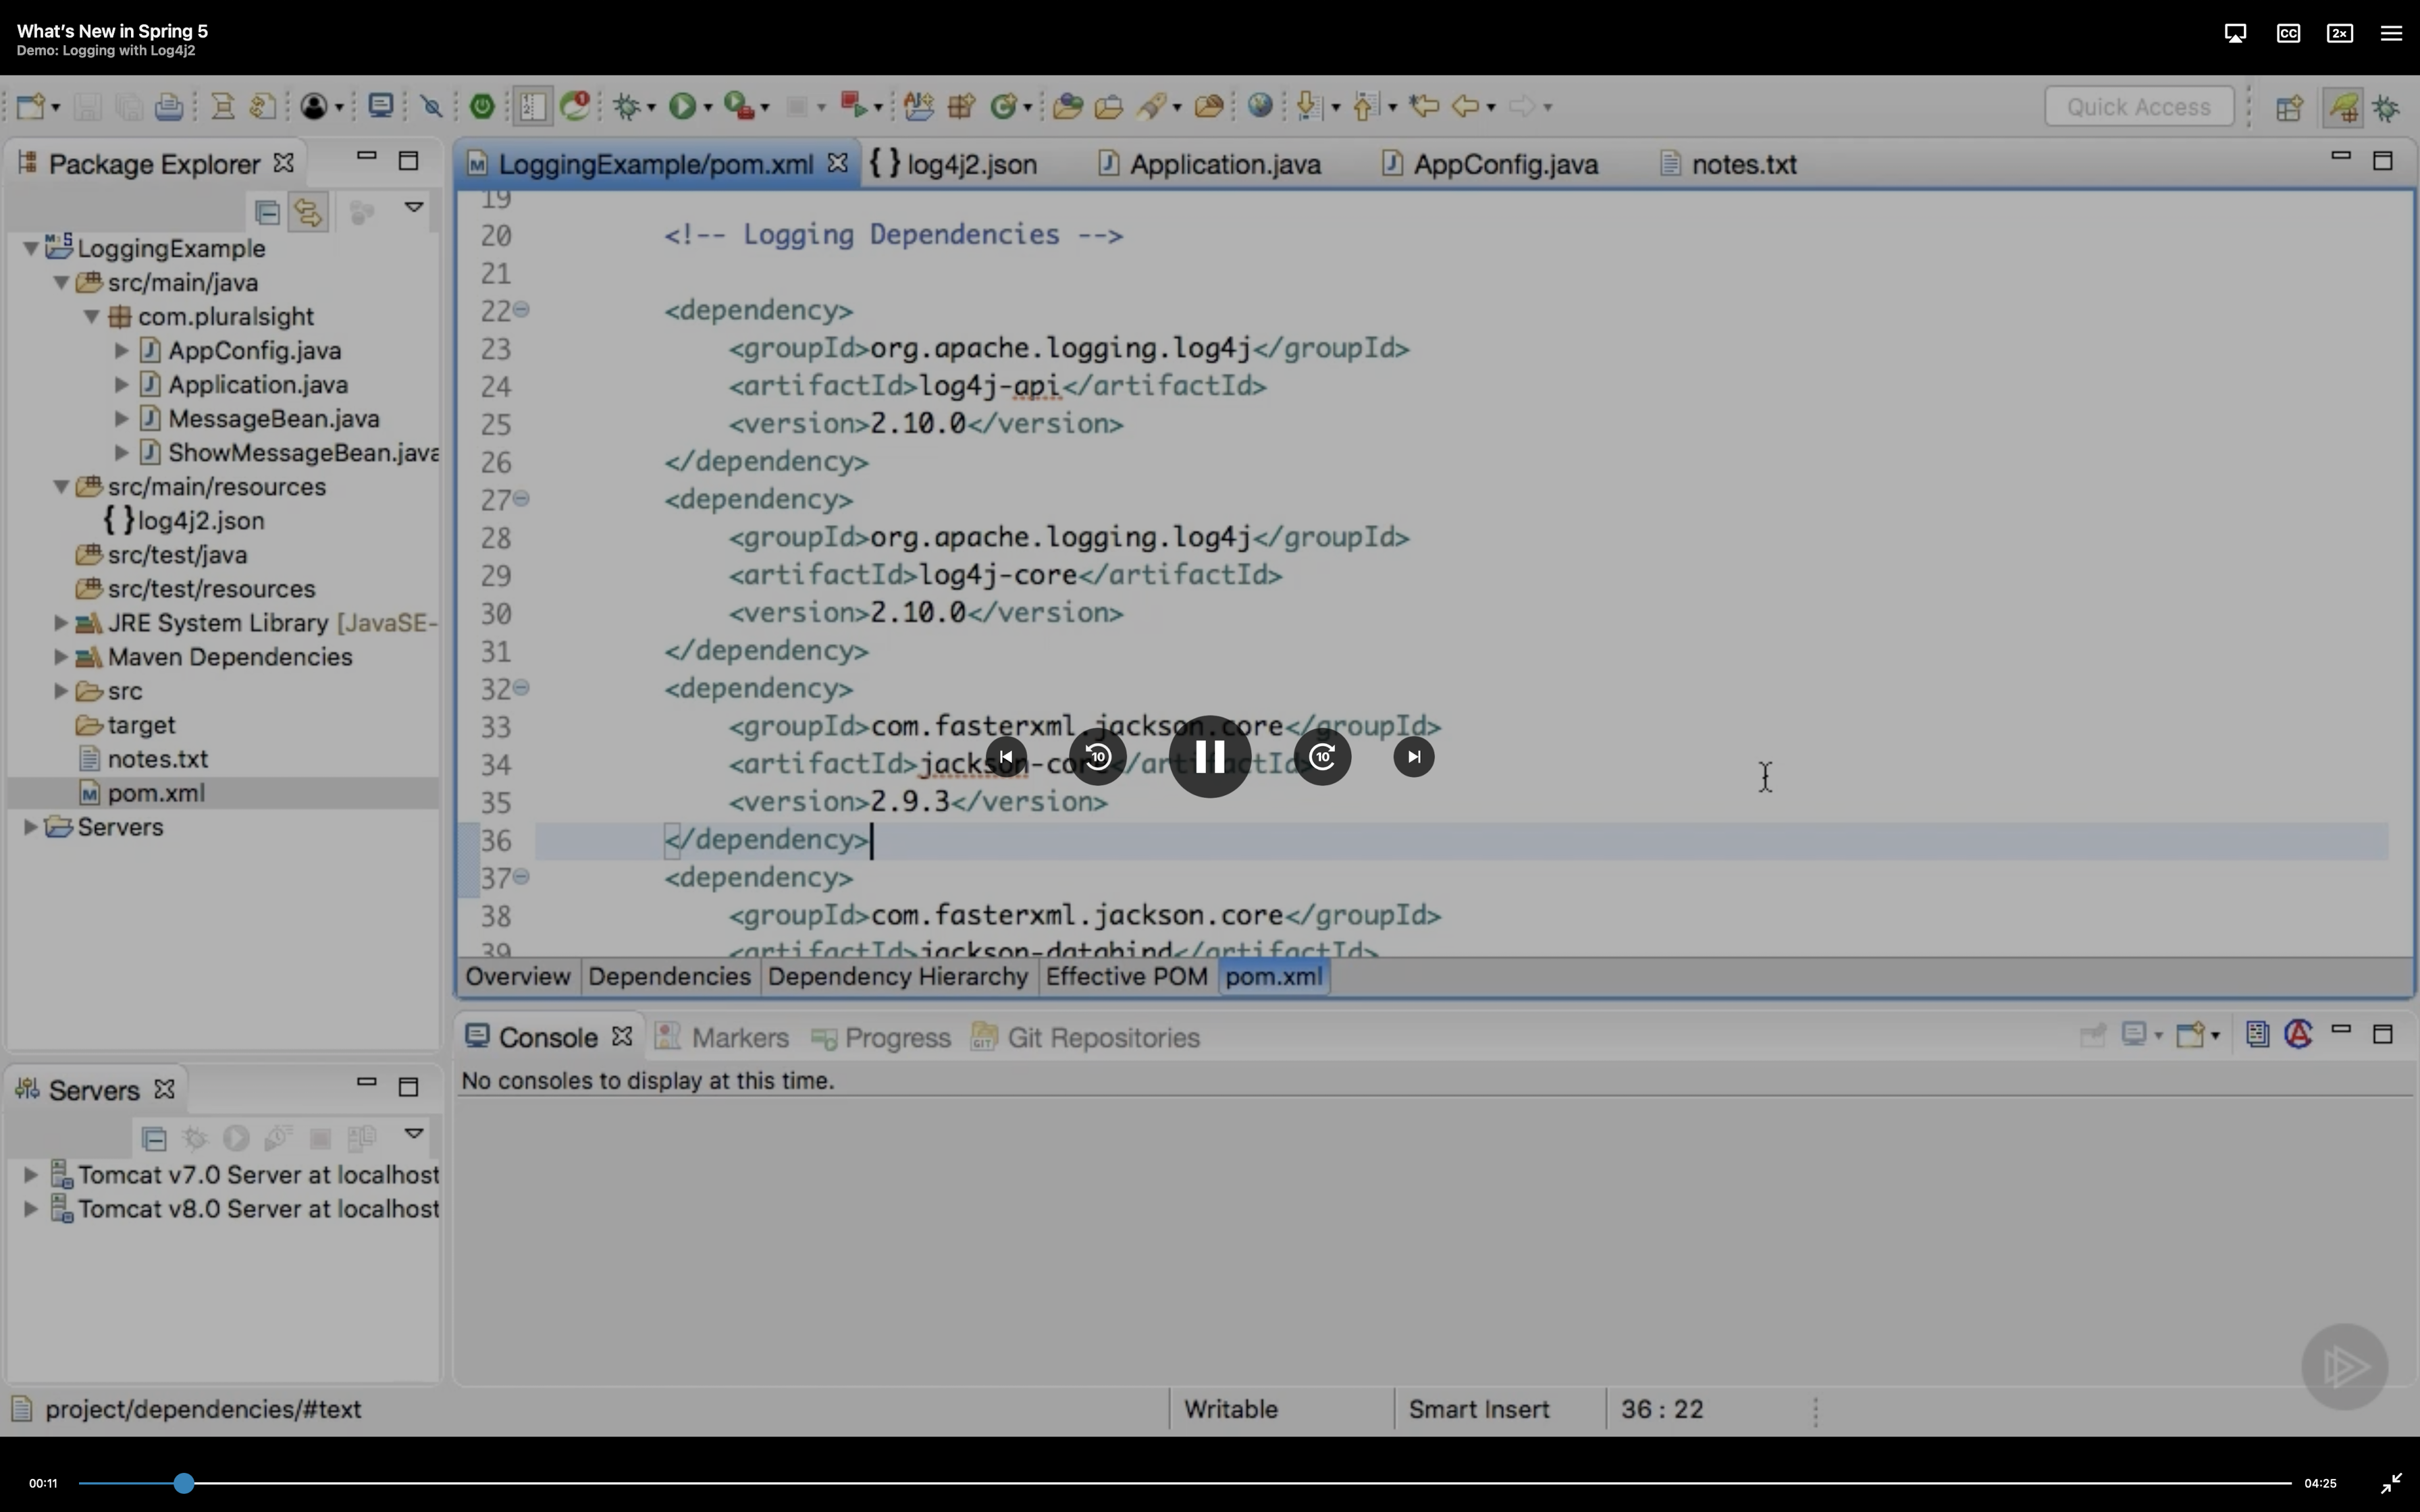 What's New in Spring 5
Demo: Logging with Log4j2
CC
2×
Quick Access
Package Explorer
LoggingExample
src/main/java
com.pluralsight
AppConfig.java
Application.java
MessageBean.java
ShowMessageBean.java
src/main/resources
{ } log4j2.json
src/test/java
src/test/resources
JRE System Library [JavaSE-
Maven Dependencies
src
target
notes.txt
pom.xml
Servers
LoggingExample/pom.xml
{ } log4j2.json
Application.java
AppConfig.java
notes.txt
19
20 <!-- Logging Dependencies -->
21
22 <dependency>
23 <groupId>org.apache.logging.log4j</groupId>
24 <artifactId>log4j-api</artifactId>
25 <version>2.10.0</version>
26 </dependency>
27 <dependency>
28 <groupId>org.apache.logging.log4j</groupId>
29 <artifactId>log4j-core</artifactId>
30 <version>2.10.0</version>
31 </dependency>
32 <dependency>
33 <groupId>com.fasterxml.jackson.core</groupId>
34 <artifactId>jackson-core</artifactId>
35 <version>2.9.3</version>
36 </dependency>
37 <dependency>
38 <groupId>com.fasterxml.jackson.core</groupId>
39 <artifactId>jackson-databind</artifactId>
10
10
Overview
Dependencies
Dependency Hierarchy
Effective POM
pom.xml
Console
Markers
Progress
Git Repositories
No consoles to display at this time.
Servers
Tomcat v7.0 Server at localhost
Tomcat v8.0 Server at localhost
project/dependencies/#text
Writable
Smart Insert
36 : 22
00:11
04:25